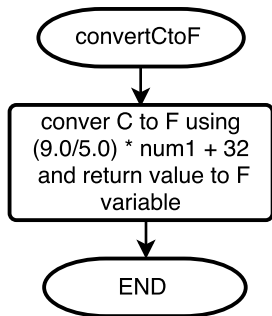 convertCtoF
conver C to F using
(9.0/5.0) * num1 + 32
and return value to F
variable
END